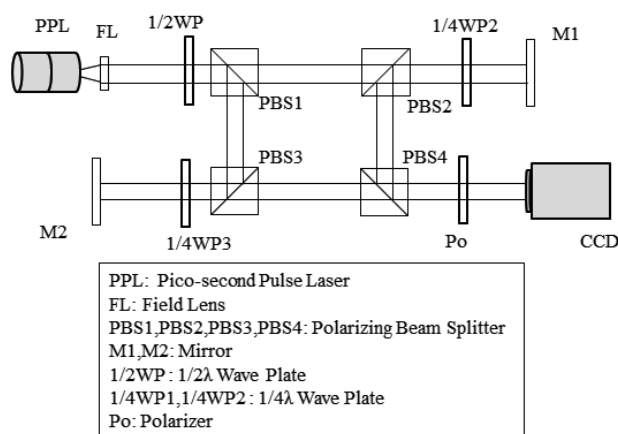 PPL
FL
1/2WP
1/4WP2
M1
PBS1
PBS2
PBS3
PBS4
M2
1/4WP3
Po
CCD
PPL: Pico-second Pulse Laser
FL: Field Lens
PBS1,PBS2,PBS3,PBS4: Polarizing Beam Splitter
M1,M2: Mirror
1/2WP : 1/2λ Wave Plate
1/4WP1,1/4WP2 : 1/4λ Wave Plate
Po: Polarizer